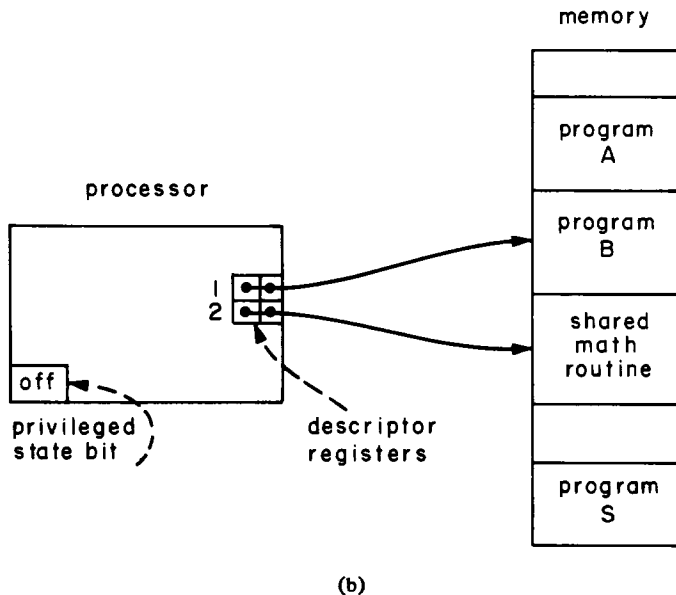 memory
program
A
processor
program
B
1
2
shared
math
routine
off
privileged
state bit
descriptor
registers
program
S
(b)